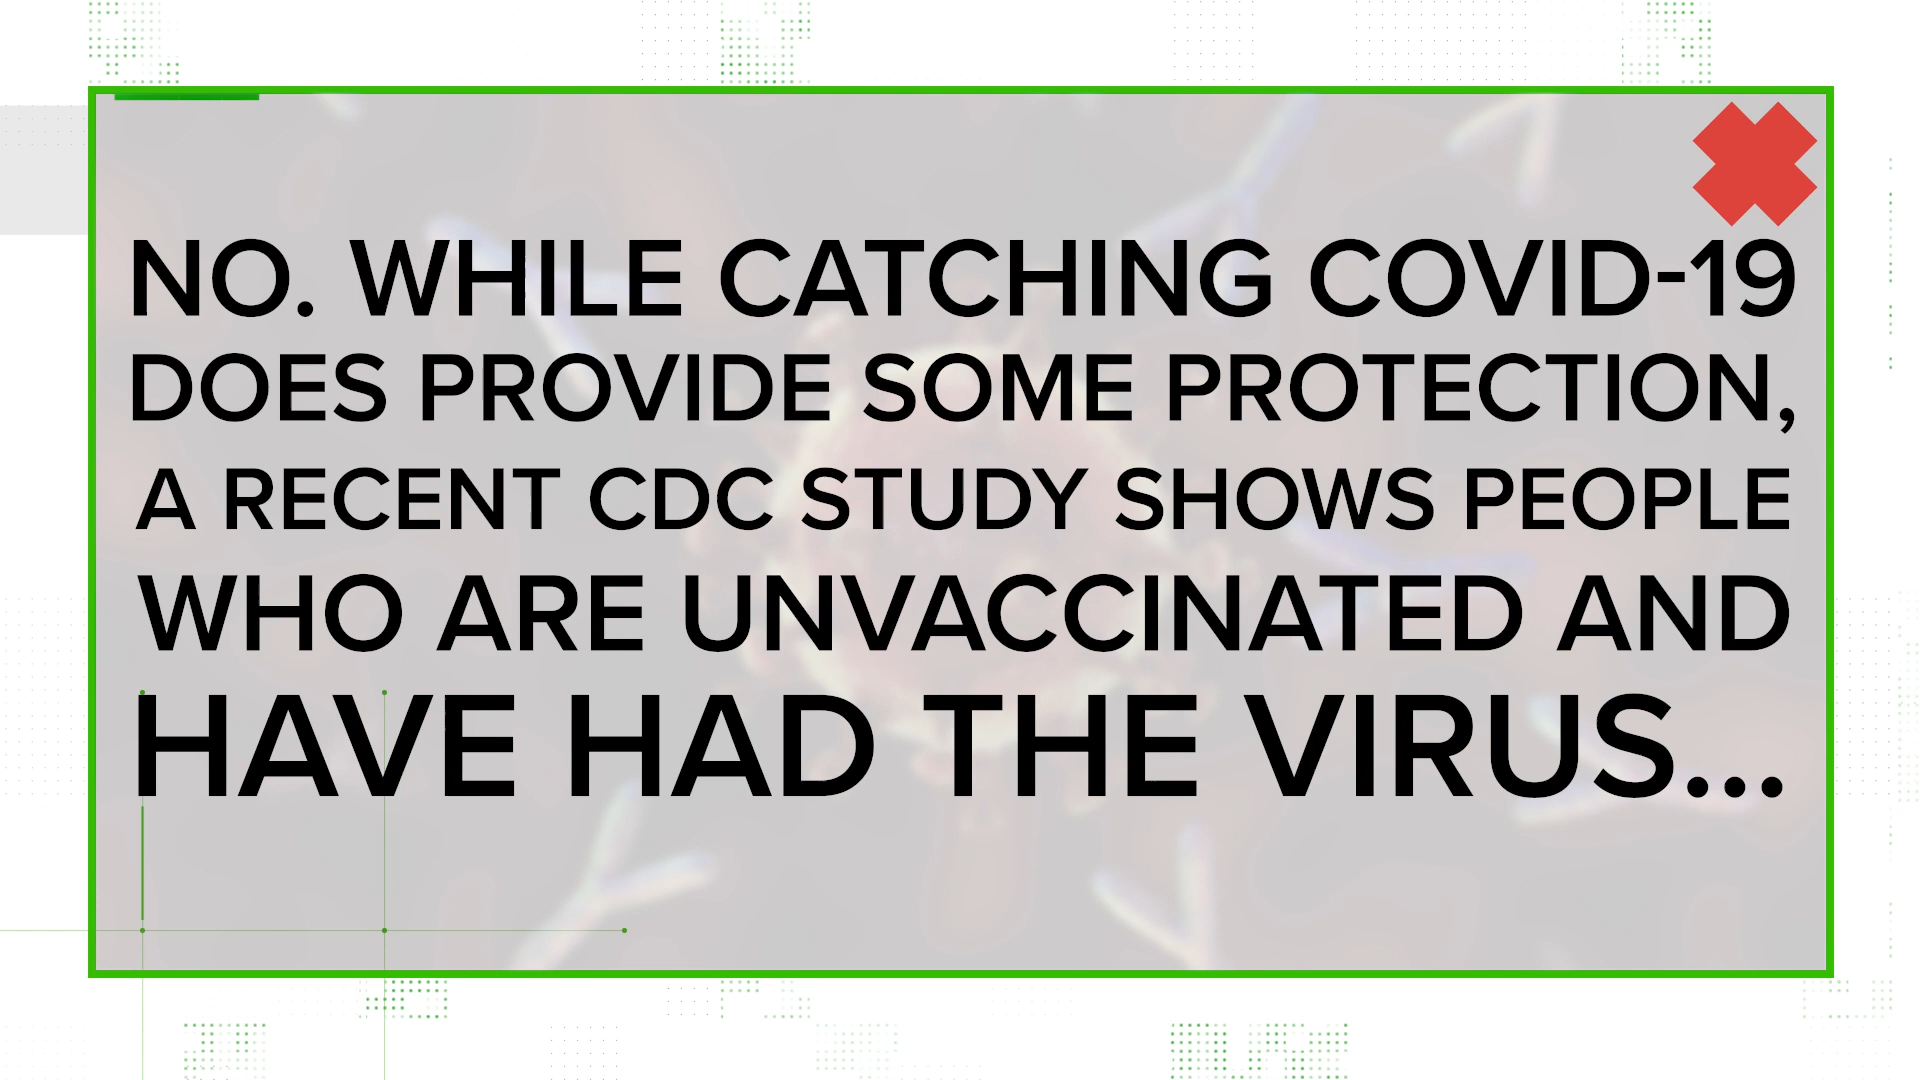 NO. WHILE CATCHING COVID-19
DOES PROVIDE SOME PROTECTION,
A RECENT CDC STUDY SHOWS PEOPLE
WHO ARE UNVACCINATED AND
HAVE HAD THE VIRUS...